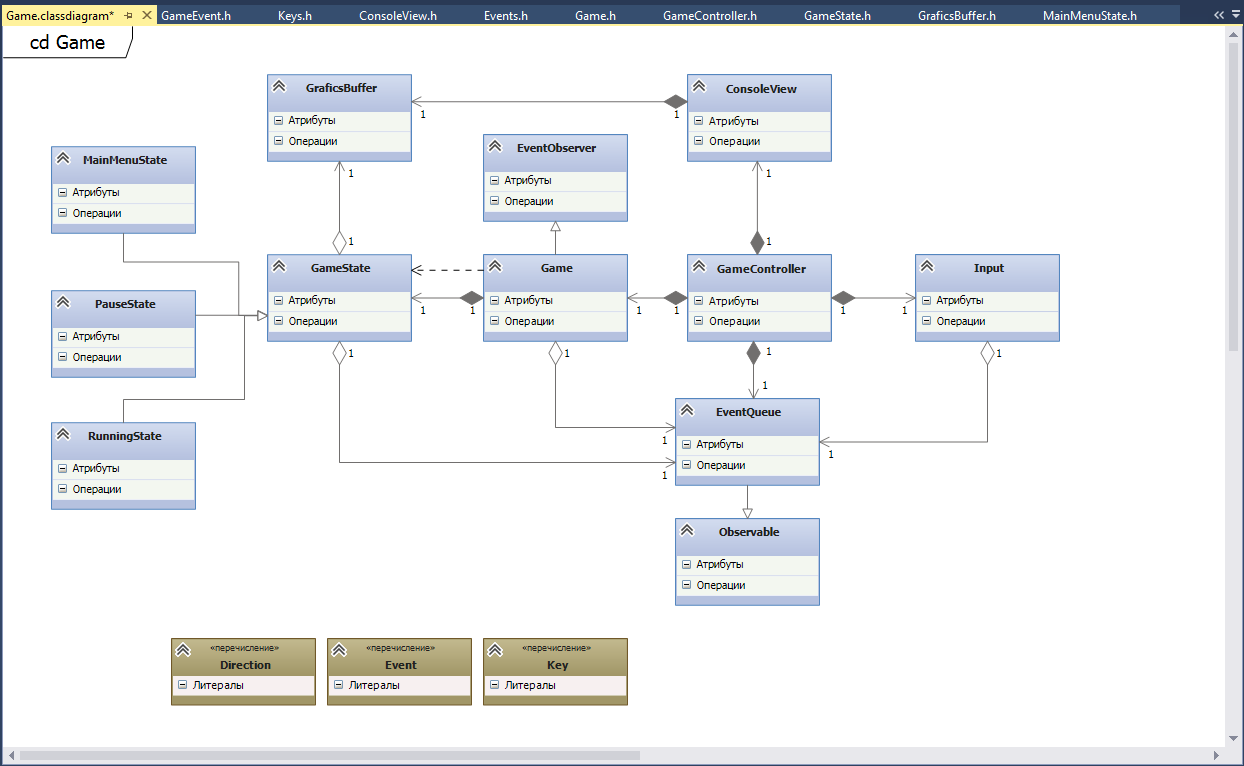 Game.classdiagram* GameEvent.h Keys.h ConsoleView.h Events.h Game.h GameController.h GameState.h GraficsBuffer.h MainMenuState.h
cd Game
GraficsBuffer
Атрибуты
Операции
1
1
ConsoleView
Атрибуты
Операции
EventObserver
Атрибуты
Операции
MainMenuState
Атрибуты
Операции
1
1
1
1
GameState
Атрибуты
Операции
1
1
Game
Атрибуты
Операции
1
1
GameController
Атрибуты
Операции
1
1
Input
Атрибуты
Операции
PauseState
Атрибуты
Операции
1
1
1
1
1
RunningState
Атрибуты
Операции
EventQueue
Атрибуты
Операции
1
1
1
Observable
Атрибуты
Операции
«перечисление»
Direction
Литералы
«перечисление»
Event
Литералы
«перечисление»
Key
Литералы